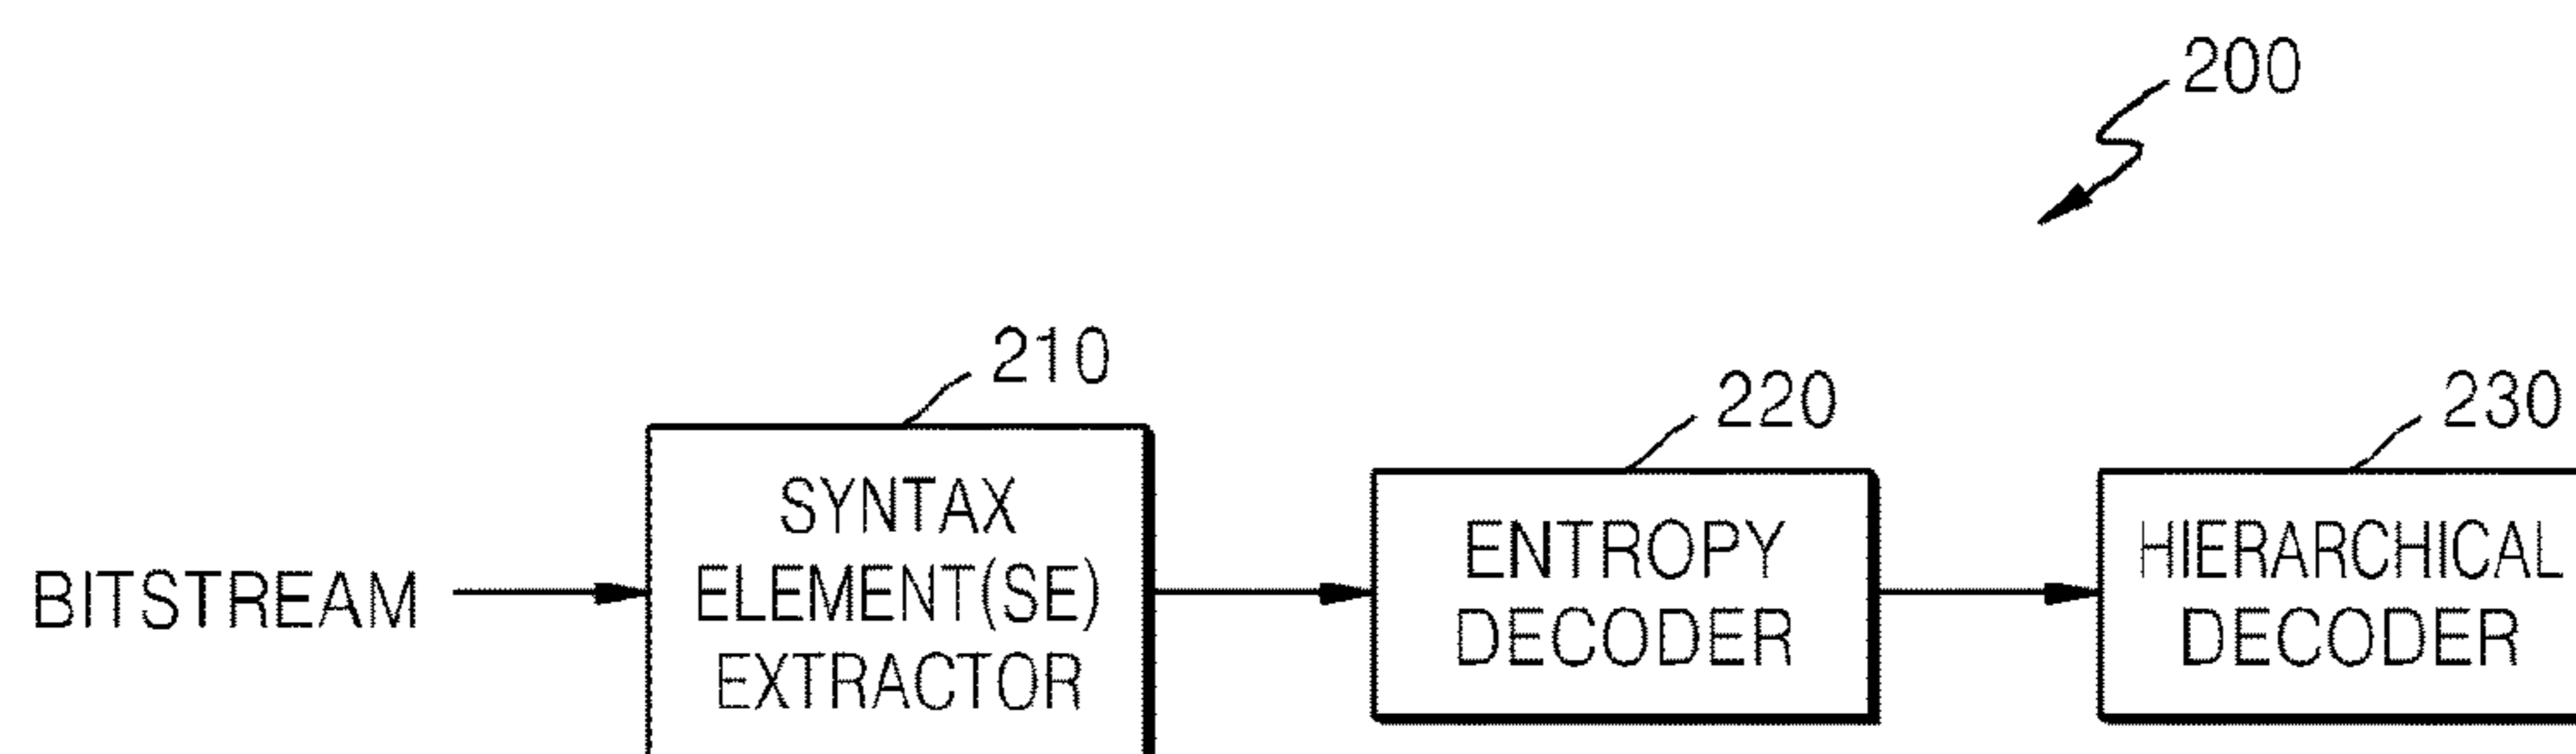 200
210
220
230
SYNTAX
ELEMENT(SE)
EXTRACTOR
ENTROPY
DECODER
HIERARCHICAL
DECODER
BITSTREAM